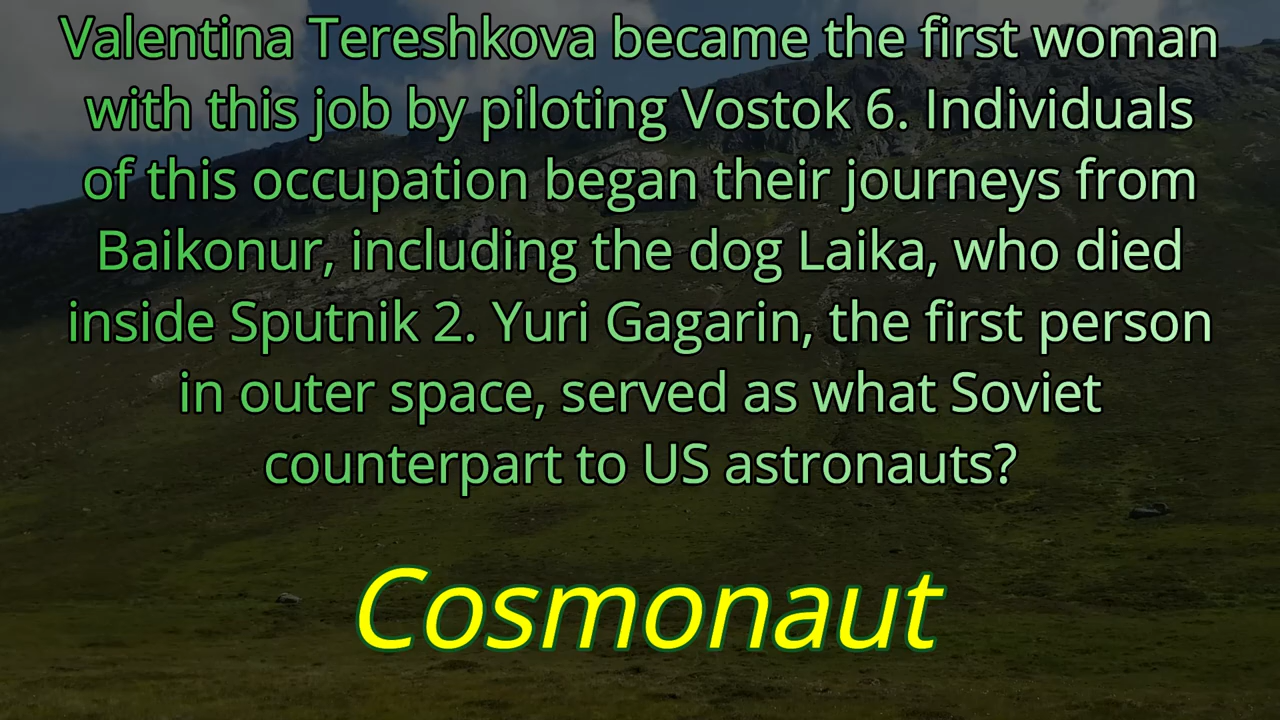 Valentina Tereshkova became the first woman
with this job by piloting Vostok 6. Individuals
of this occupation began their journeys from
Baikonur, including the dog Laika, who died
inside Sputnik 2. Yuri Gagarin, the first person
in outer space, served as what Soviet
counterpart to US astronauts?
Cosmonaut